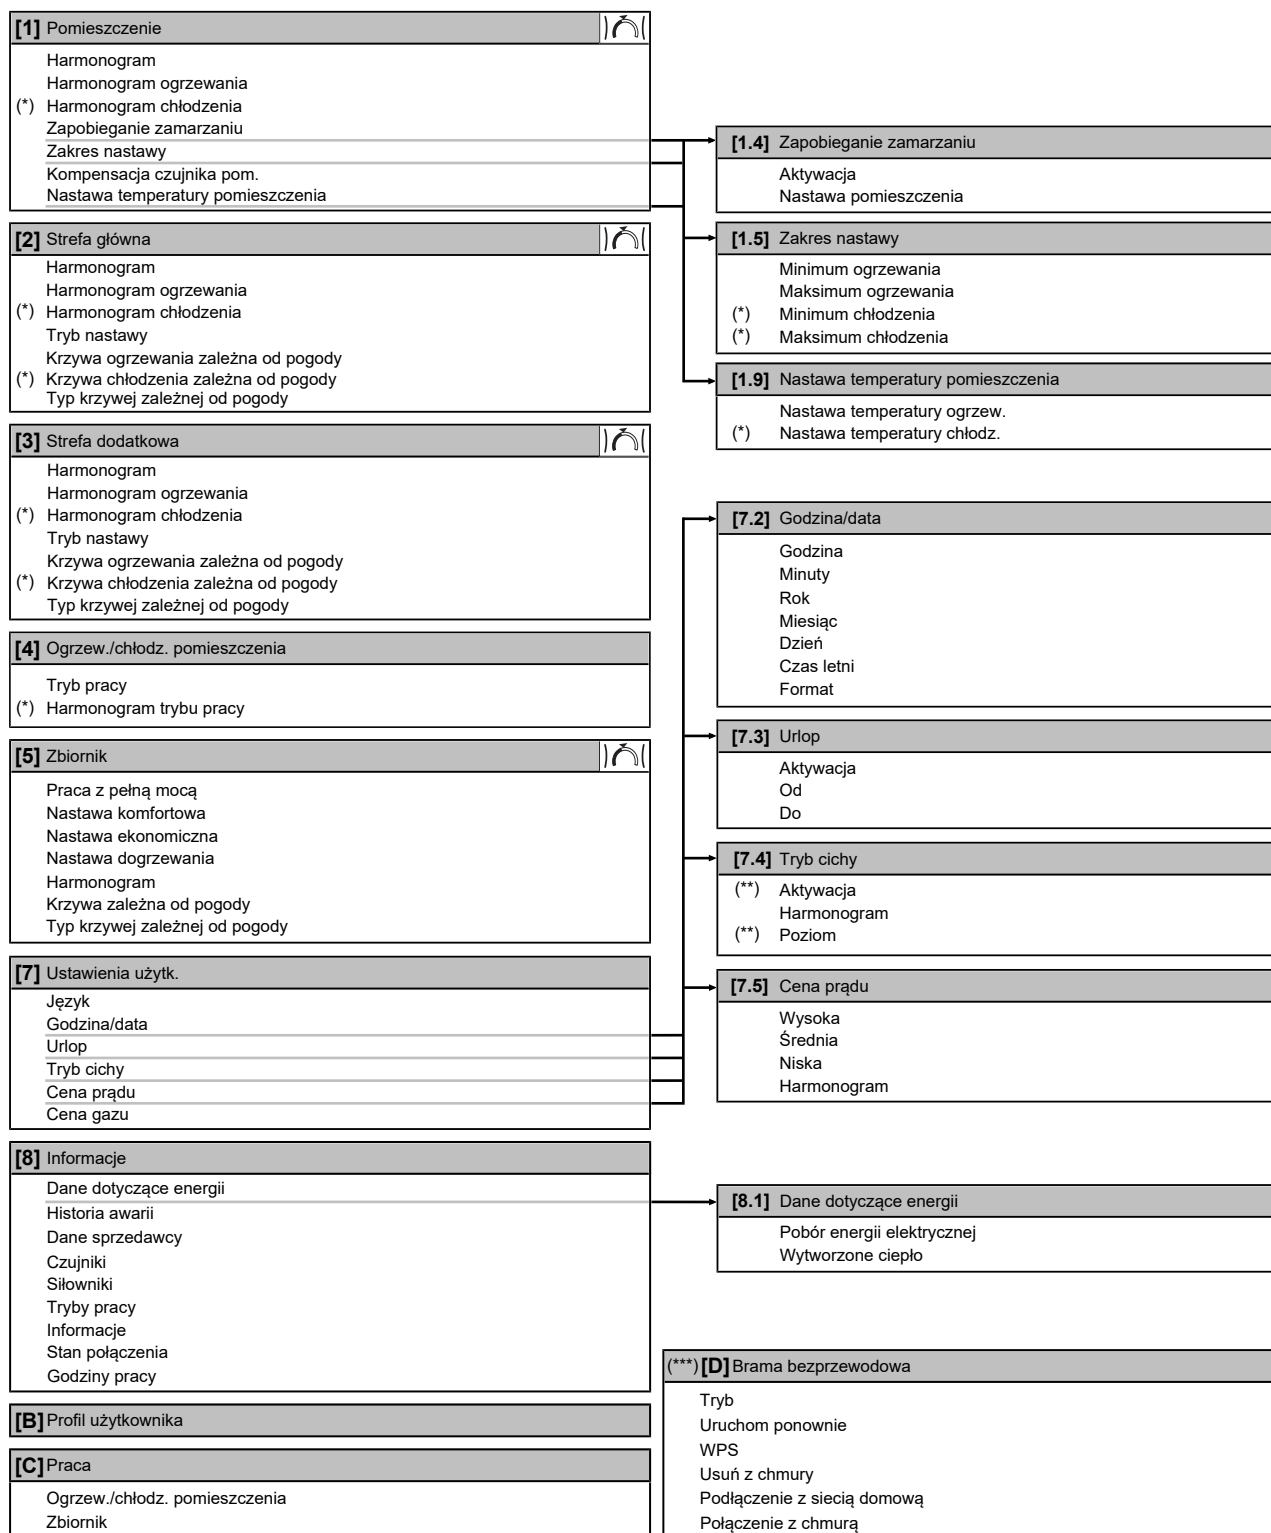 [1] Pomieszczenie
Harmonogram
Harmonogram ogrzewania
(*) Harmonogram chłodzenia
Zapobieganie zamarzaniu
Zakres nastawy
Kompensacja czujnika pom.
Nastawa temperatury pomieszczenia
[2] Strefa główna
Harmonogram
Harmonogram ogrzewania
(*) Harmonogram chłodzenia
Tryb nastawy
Krzywa ogrzewania zależna od pogody
(*) Krzywa chłodzenia zależna od pogody
Typ krzywej zależnej od pogody
[3] Strefa dodatkowa
Harmonogram
Harmonogram ogrzewania
(*) Harmonogram chłodzenia
Tryb nastawy
Krzywa ogrzewania zależna od pogody
(*) Krzywa chłodzenia zależna od pogody
Typ krzywej zależnej od pogody
[4] Ogrzew./chłodz. pomieszczenia
Tryb pracy
(*) Harmonogram trybu pracy
[5] Zbiornik
Praca z pełną mocą
Nastawa komfortowa
Nastawa ekonomiczna
Nastawa dogrzewania
Harmonogram
Krzywa zależna od pogody
Typ krzywej zależnej od pogody
[7] Ustawienia użytk.
Język
Godzina/data
Urlop
Tryb cichy
Cena prądu
Cena gazu
[8] Informacje
Dane dotyczące energii
Historia awarii
Dane sprzedawcy
Czujniki
Siłowniki
Tryby pracy
Informacje
Stan połączenia
Godziny pracy
[B] Profil użytkownika
[C] Praca
Ogrzew./chłodz. pomieszczenia
Zbiornik
[1.4] Zapobieganie zamarzaniu
Aktywacja
Nastawa pomieszczenia
[1.5] Zakres nastawy
Minimum ogrzewania
Maksimum ogrzewania
(*) Minimum chłodzenia
(*) Maksimum chłodzenia
[1.9] Nastawa temperatury pomieszczenia
Nastawa temperatury ogrzew.
(*) Nastawa temperatury chłodz.
[7.2] Godzina/data
Godzina
Minuty
Rok
Miesiąc
Dzień
Czas letni
Format
[7.3] Urlop
Aktywacja
Od
Do
[7.4] Tryb cichy
(**) Aktywacja
Harmonogram
(**) Poziom
[7.5] Cena prądu
Wysoka
Średnia
Niska
Harmonogram
[8.1] Dane dotyczące energii
Pobór energii elektrycznej
Wytworzone ciepło
(***) [D] Brama bezprzewodowa
Tryb
Uruchom ponownie
WPS
Usuń z chmury
Podłączenie z siecią domową
Połączenie z chmurą